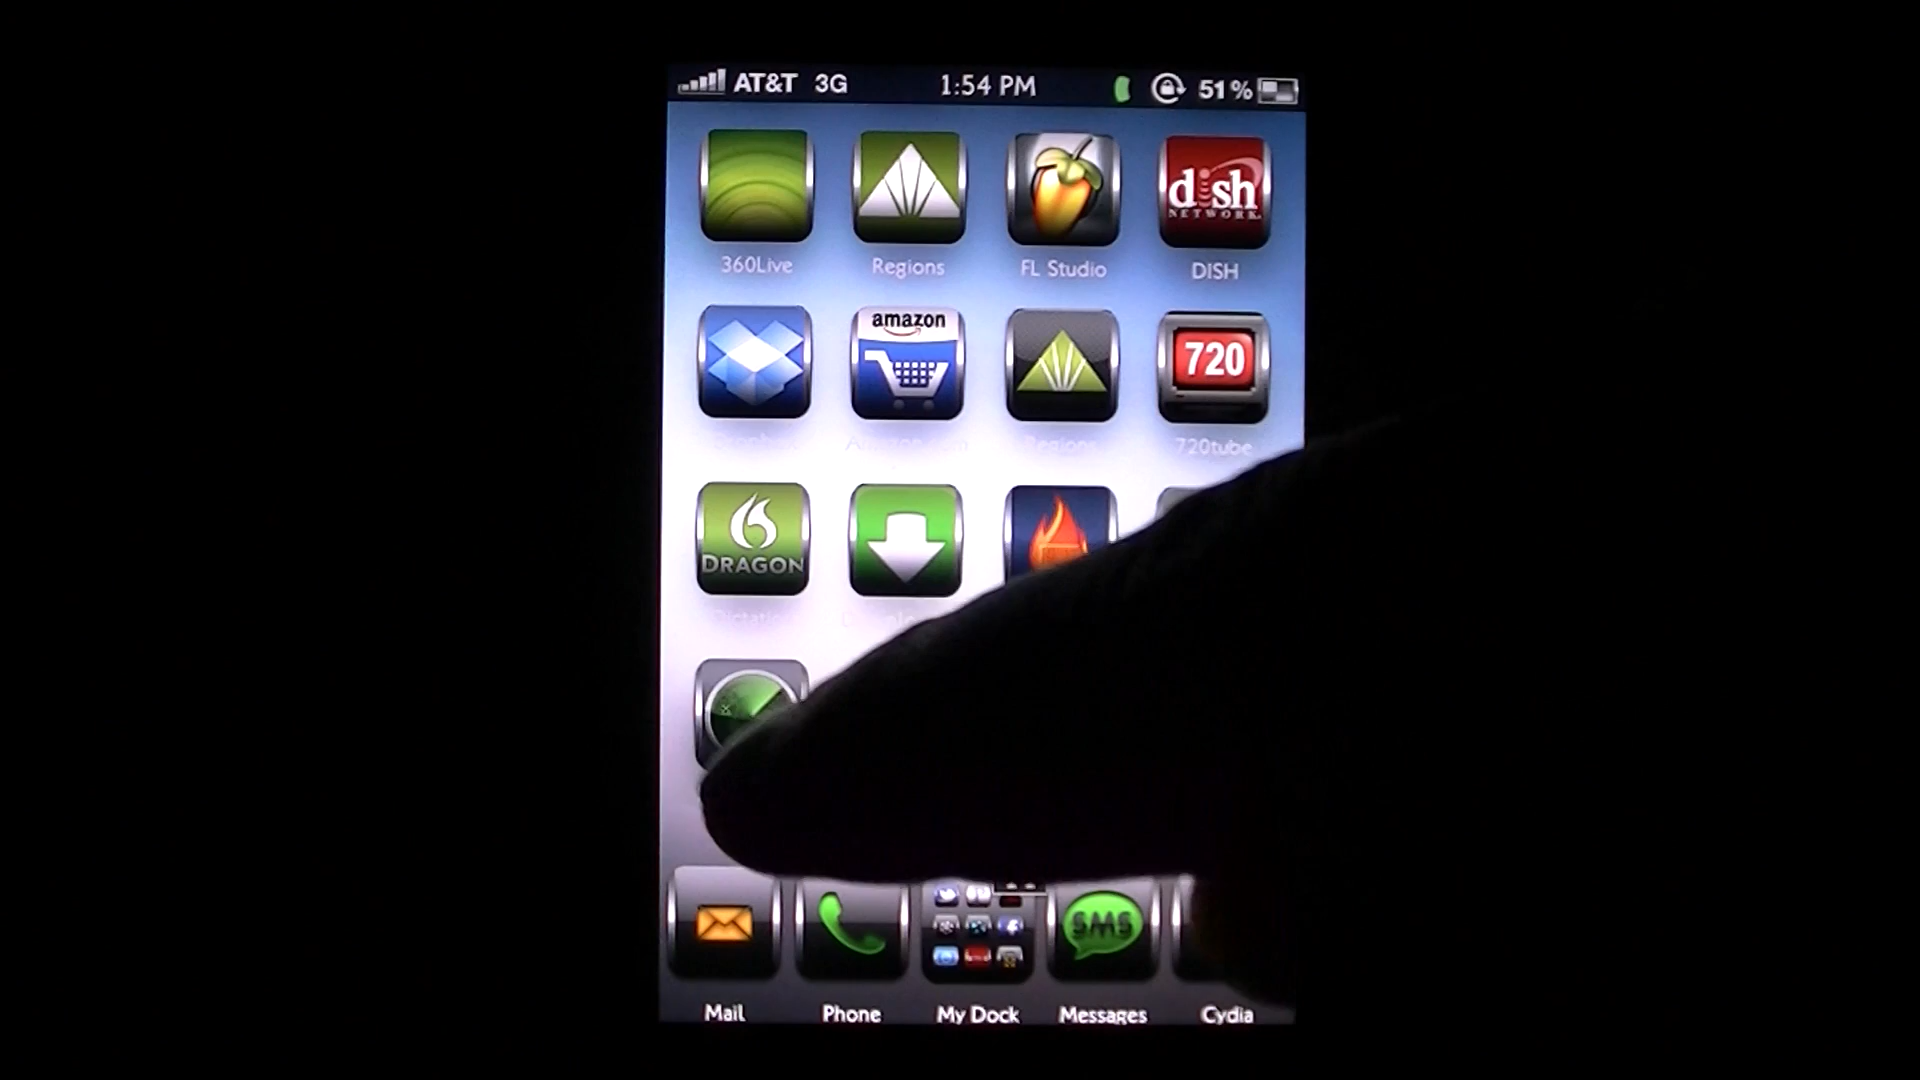 AT&T 3G 1:54 PM 51%
dish
NETWORK.
360Live Regions FL Studio DISH
amazon
720
Regions 720tube
DRAGON
SMS
Mail Phone My Dock Messages Cydia